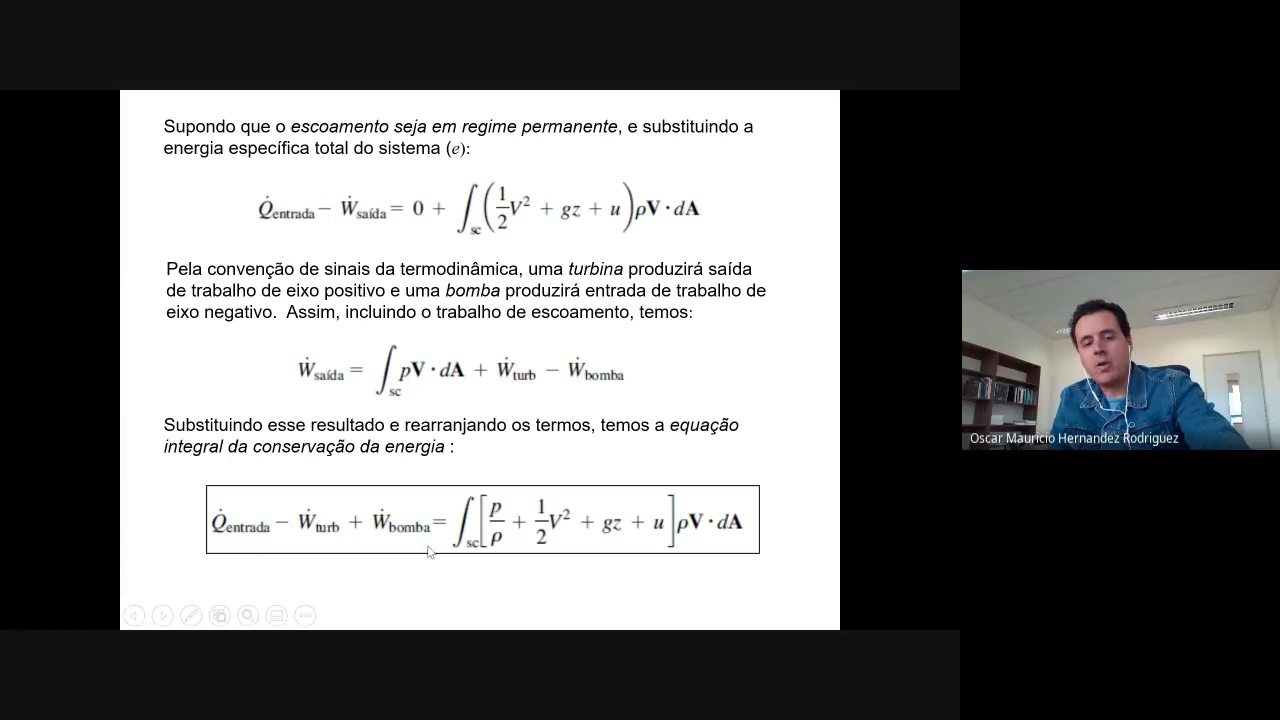 Supondo que o escoamento seja em regime permanente, e substituindo a
energia específica total do sistema (e):
Q̇entrada − Ẇsaída = 0 + ∫sc (1/2 V² + gz + u) ρV · dA
Pela convenção de sinais da termodinâmica, uma turbina produzirá saída
de trabalho de eixo positivo e uma bomba produzirá entrada de trabalho de
eixo negativo. Assim, incluindo o trabalho de escoamento, temos:
Ẇsaída = ∫sc pV · dA + Ẇturb − Ẇbomba
Substituindo esse resultado e rearranjando os termos, temos a equação
integral da conservação da energia :
Q̇entrada − Ẇturb + Ẇbomba = ∫sc [p/ρ + 1/2 V² + gz + u] ρV · dA
Oscar Mauricio Hernandez Rodriguez